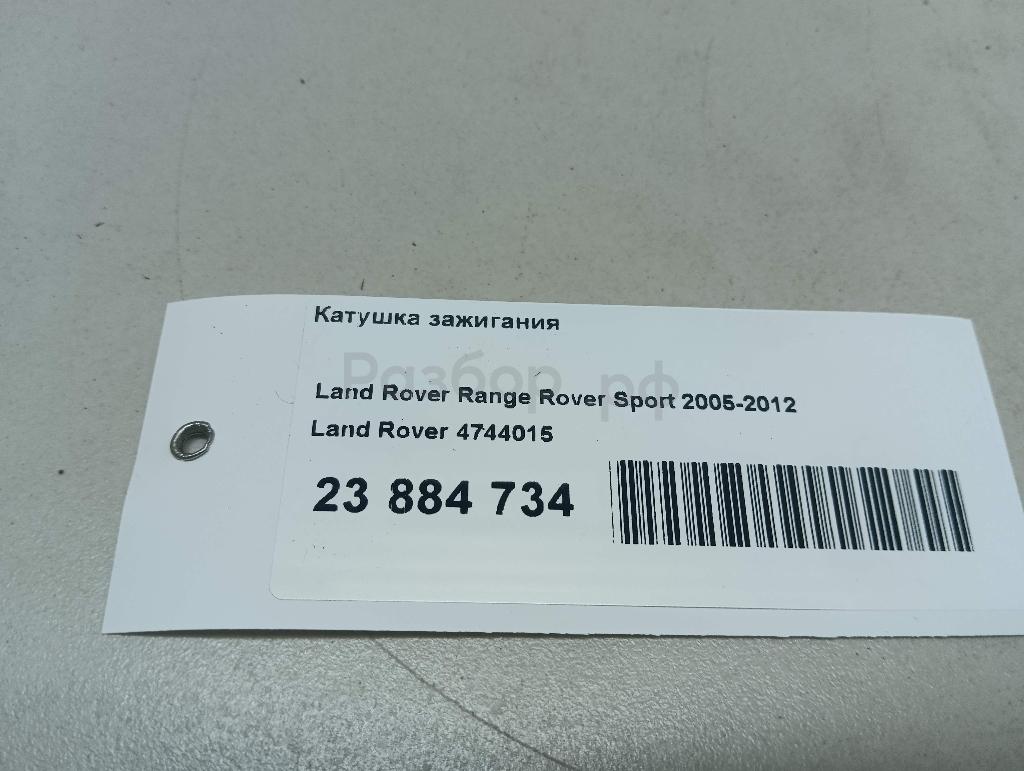 Катушка зажигания
Разбор.рф
Land Rover Range Rover Sport 2005-2012
Land Rover 4744015
23 884 734